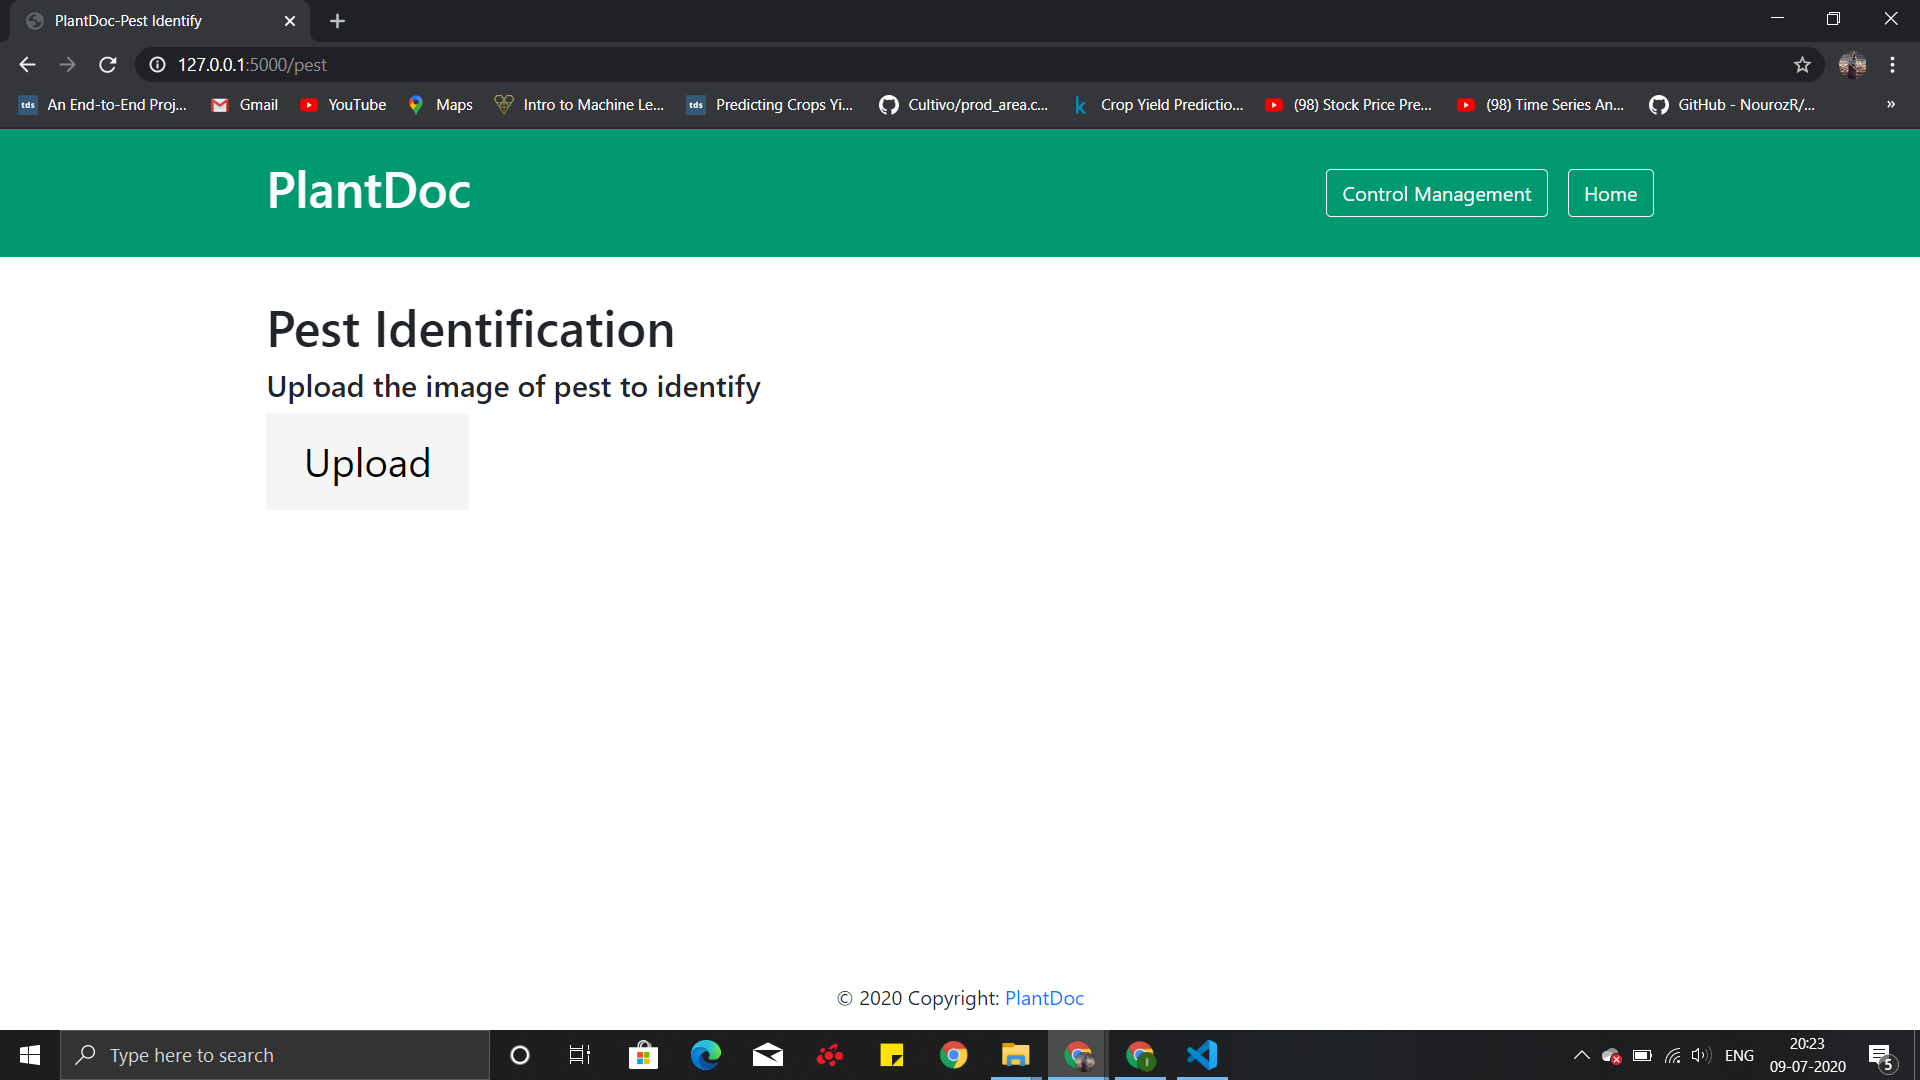 PlantDoc-Pest Identify
127.0.0.1:5000/pest
tds An End-to-End Proj... Gmail YouTube Maps Intro to Machine Le... tds Predicting Crops Yi... Cultivo/prod_area.c... k Crop Yield Predictio... (98) Stock Price Pre... (98) Time Series An... GitHub - NourozR/... »
PlantDoc
Control Management Home
Pest Identification
Upload the image of pest to identify
Upload
© 2020 Copyright: PlantDoc
Type here to search
ENG
20:23
09-07-2020
5